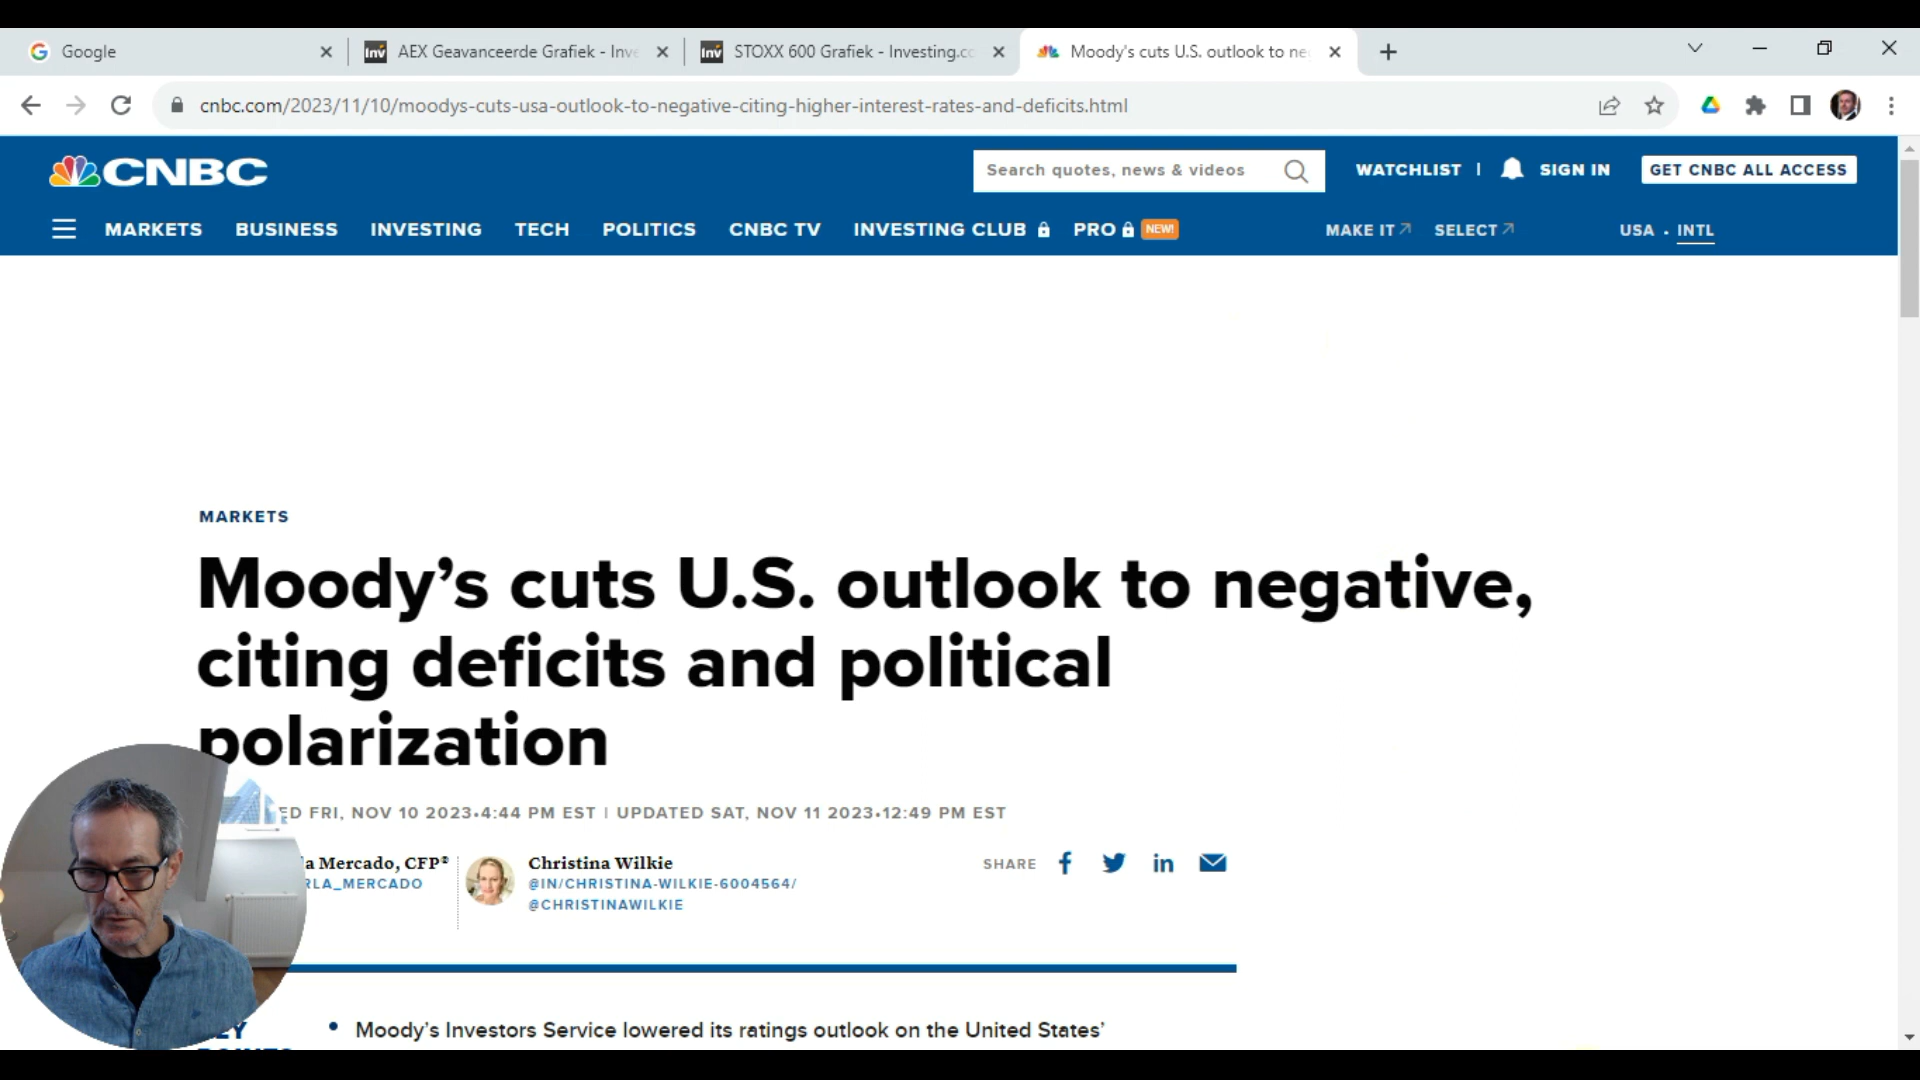 Google
AEX Geavanceerde Grafiek - Inve
STOXX 600 Grafiek - Investing.co
Moody's cuts U.S. outlook to ne
cnbc.com/2023/11/10/moodys-cuts-usa-outlook-to-negative-citing-higher-interest-rates-and-deficits.html
CNBC
Search quotes, news & videos
WATCHLIST
SIGN IN
GET CNBC ALL ACCESS
MARKETS BUSINESS INVESTING TECH POLITICS CNBC TV INVESTING CLUB PRO NEW!
MAKE IT SELECT
USA • INTL
MARKETS
Moody’s cuts U.S. outlook to negative,
citing deficits and political
polarization
ED FRI, NOV 10 2023•4:44 PM EST | UPDATED SAT, NOV 11 2023•12:49 PM EST
a Mercado, CFP®
RLA_MERCADO
Christina Wilkie
@IN/CHRISTINA-WILKIE-6004564/
@CHRISTINAWILKIE
SHARE
Moody’s Investors Service lowered its ratings outlook on the United States’